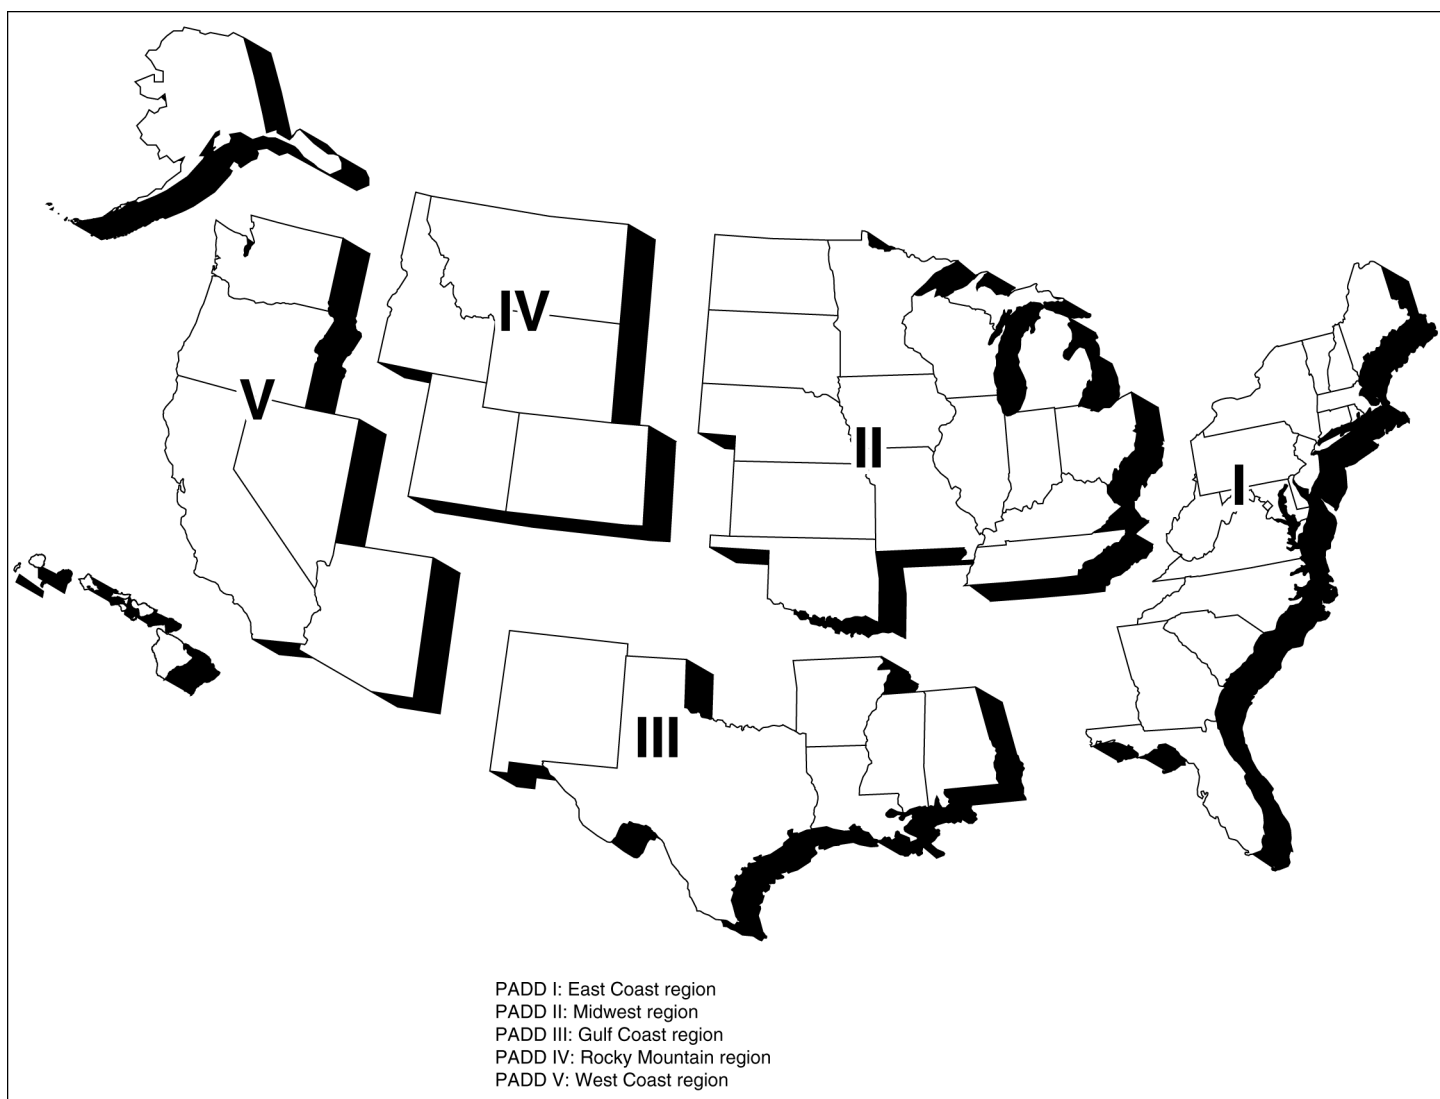 IV
V
II
I
III
PADD I: East Coast region
PADD II: Midwest region
PADD III: Gulf Coast region
PADD IV: Rocky Mountain region
PADD V: West Coast region